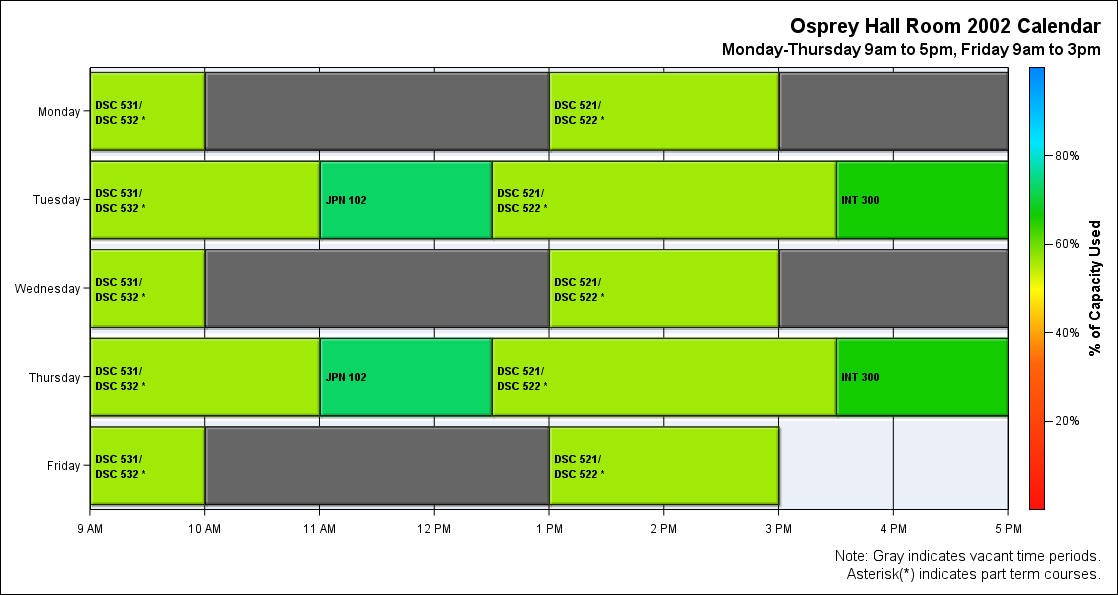 Osprey Hall Room 2002 Calendar
Monday-Thursday 9am to 5pm, Friday 9am to 3pm
Monday
DSC 531/
DSC 532 *
DSC 521/
DSC 522 *
Tuesday
DSC 531/
DSC 532 *
JPN 102
DSC 521/
DSC 522 *
INT 300
Wednesday
DSC 531/
DSC 532 *
DSC 521/
DSC 522 *
Thursday
DSC 531/
DSC 532 *
JPN 102
DSC 521/
DSC 522 *
INT 300
Friday
DSC 531/
DSC 532 *
DSC 521/
DSC 522 *
9 AM 10 AM 11 AM 12 PM 1 PM 2 PM 3 PM 4 PM 5 PM
80%
60%
40%
20%
% of Capacity Used
Note: Gray indicates vacant time periods.
Asterisk(*) indicates part term courses.